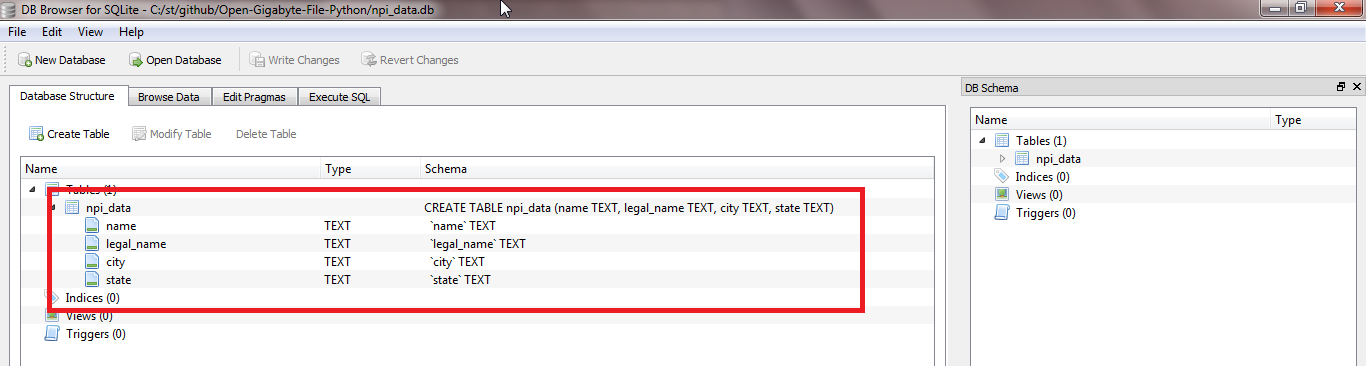 DB Browser for SQLite - C:/st/github/Open-Gigabyte-File-Python/npi_data.db
File Edit View Help
New Database Open Database Write Changes Revert Changes
Database Structure Browse Data Edit Pragmas Execute SQL
Create Table Modify Table Delete Table
Name Type Schema
Tables (1)
npi_data CREATE TABLE npi_data (name TEXT, legal_name TEXT, city TEXT, state TEXT)
name TEXT `name` TEXT
legal_name TEXT `legal_name` TEXT
city TEXT `city` TEXT
state TEXT `state` TEXT
Indices (0)
Views (0)
Triggers (0)
DB Schema
Name Type
Tables (1)
npi_data
Indices (0)
Views (0)
Triggers (0)